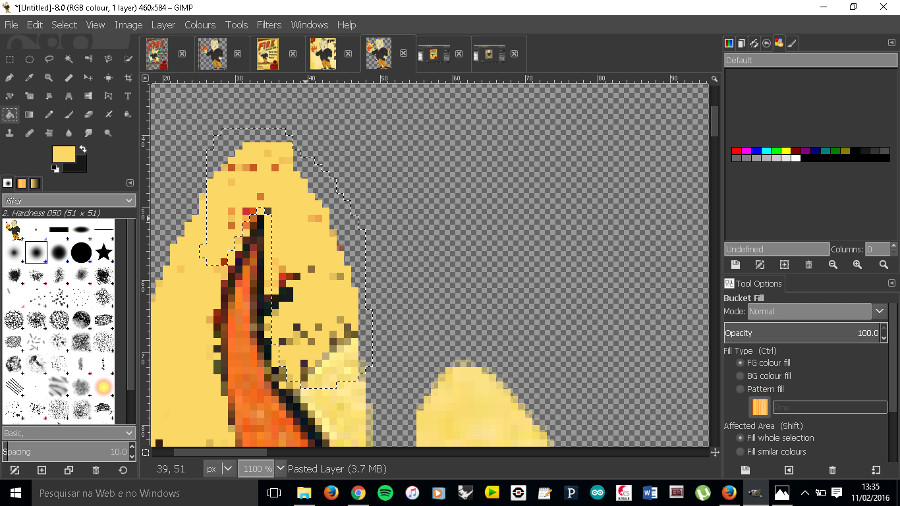 *[Untitled]-8.0 (RGB colour, 1 layer) 460x584 – GIMP
File Edit Select View Image Layer Colours Tools Filters Windows Help
Default
2. Hardness 050 (51 x 51)
Undefined Columns: 0
Tool Options
Bucket Fill
Mode: Normal
Opacity 100.0
Fill Type (Ctrl)
FG colour fill
BG colour fill
Pattern fill
Affected Area (Shift)
Fill whole selection
Fill similar colours
Basic,
Spacing 10.0
39, 51 px 1100 % Pasted Layer (3.7 MB)
Pesquisar na Web e no Windows
13:35
11/02/2016